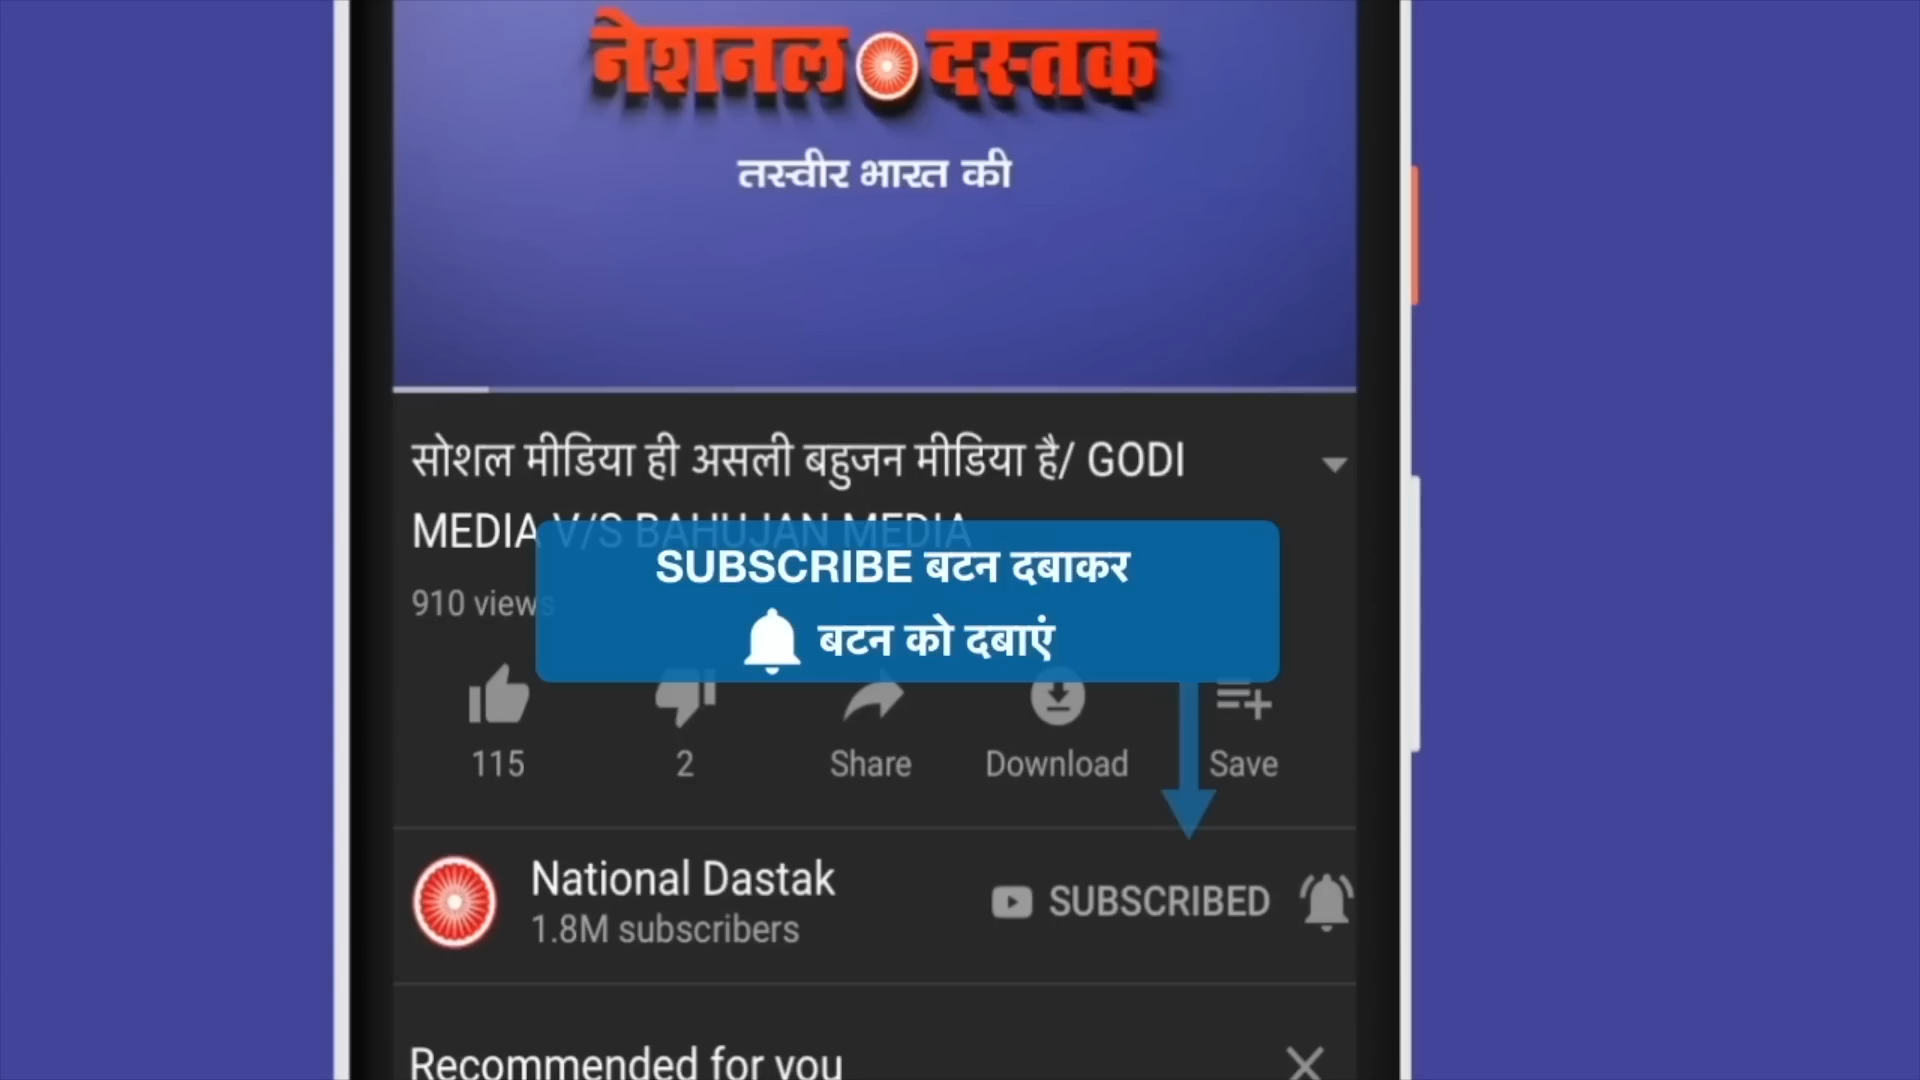 नेशनल दस्तक
तस्वीर भारत की
सोशल मीडिया ही असली बहुजन मीडिया है/ GODI
MEDIA V/S BAHUJAN MEDIA
SUBSCRIBE बटन दबाकर
910 views
बटन को दबाएं
115
2
Share
Download
Save
National Dastak
1.8M subscribers
SUBSCRIBED
Recommended for you